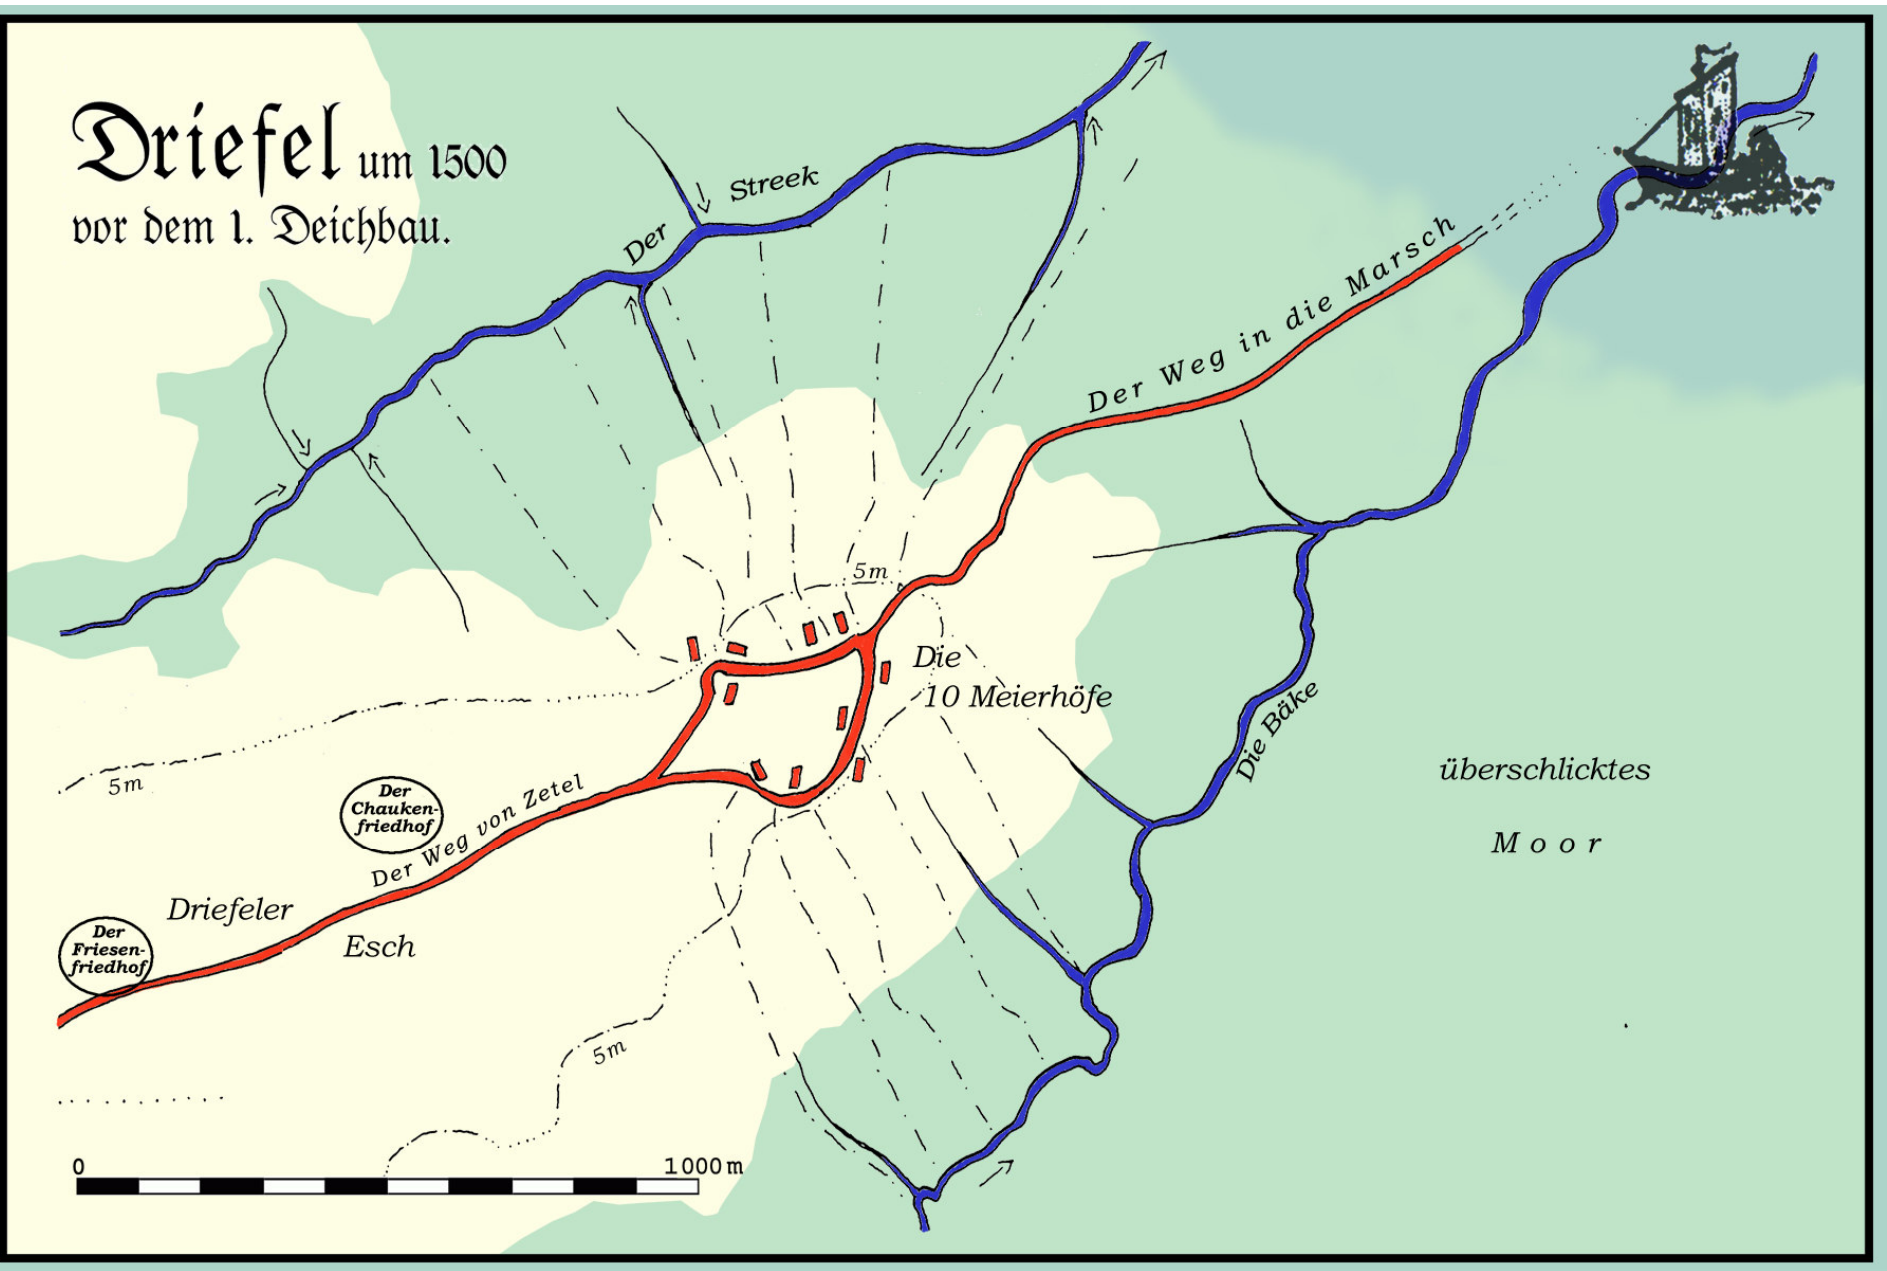 Driefel um 1500
vor dem 1. Deichbau.
Der Streek
Der Weg in die Marsch
5m
Die
10 Meierhöfe
Die Bäke
überschlicktes
Moor
5m
Der
Chauken-
friedhof
Der Weg von Zetel
Driefeler
Esch
Der
Friesen-
friedhof
5m
0 1000m